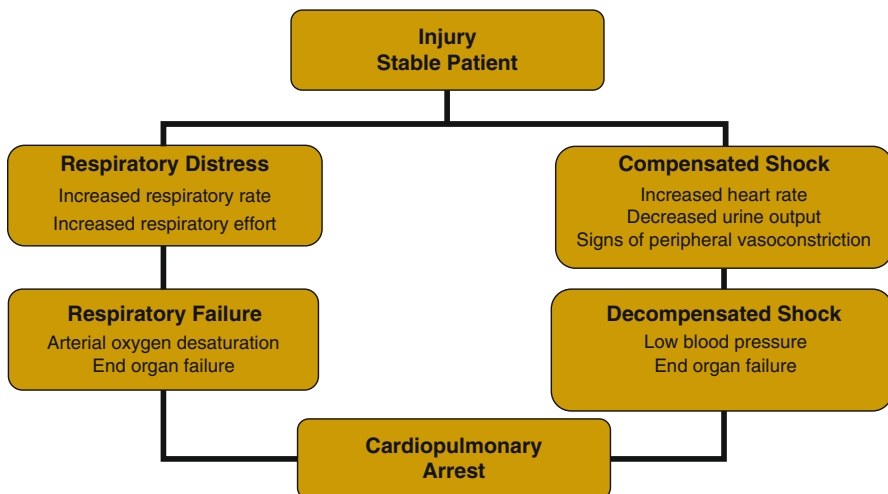 Injury
Stable Patient
Respiratory Distress
Increased respiratory rate
Increased respiratory effort
Compensated Shock
Increased heart rate
Decreased urine output
Signs of peripheral vasoconstriction
Respiratory Failure
Arterial oxygen desaturation
End organ failure
Decompensated Shock
Low blood pressure
End organ failure
Cardiopulmonary
Arrest